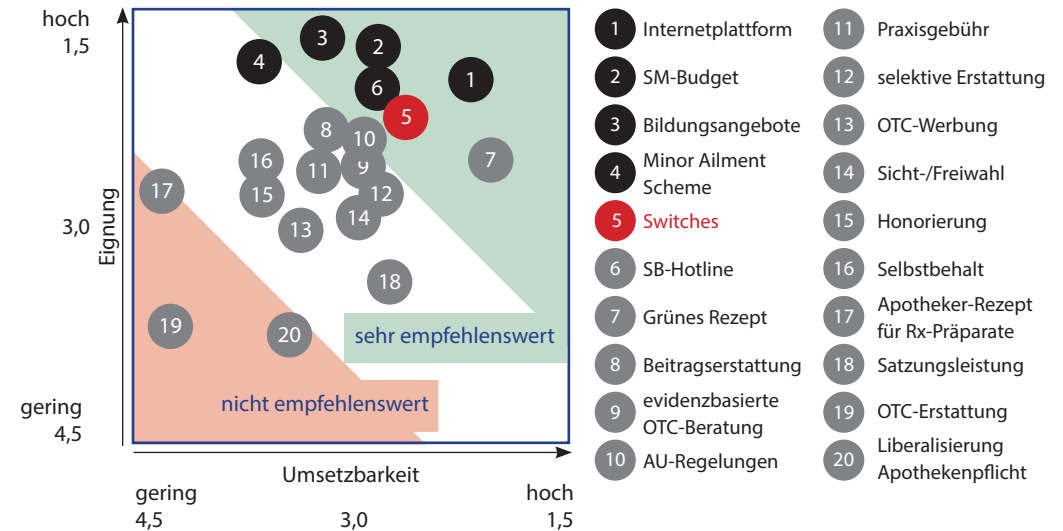 hoch
1,5
3,0
Eignung
gering
4,5
3
2
4
1
6
5
8
10
7
16
11
9
17
15
12
14
13
18
19
20
sehr empfehlenswert
nicht empfehlenswert
Umsetzbarkeit
gering
hoch
4,5
3,0
1,5
1 Internetplattform
2 SM-Budget
3 Bildungsangebote
4 Minor Ailment
Scheme
5 Switches
6 SB-Hotline
7 Grünes Rezept
8 Beitragserstattung
9 evidenzbasierte
OTC-Beratung
10 AU-Regelungen
11 Praxisgebühr
12 selektive Erstattung
13 OTC-Werbung
14 Sicht-/Freiwahl
15 Honorierung
16 Selbstbehalt
17 Apotheker-Rezept
für Rx-Präparate
18 Satzungsleistung
19 OTC-Erstattung
20 Liberalisierung
Apothekenpflicht